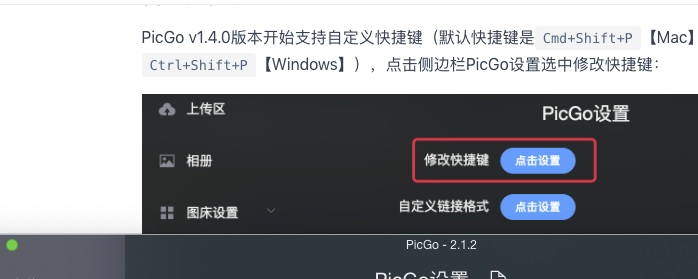 PicGo v1.4.0版本开始支持自定义快捷键（默认快捷键是 Cmd+Shift+P【Mac】
Ctrl+Shift+P【Windows】），点击侧边栏PicGo设置选中修改快捷键：
上传区
PicGo设置
相册
修改快捷键 点击设置
自定义链接格式 点击设置
图床设置
PicGo - 2.1.2
PicGo设置